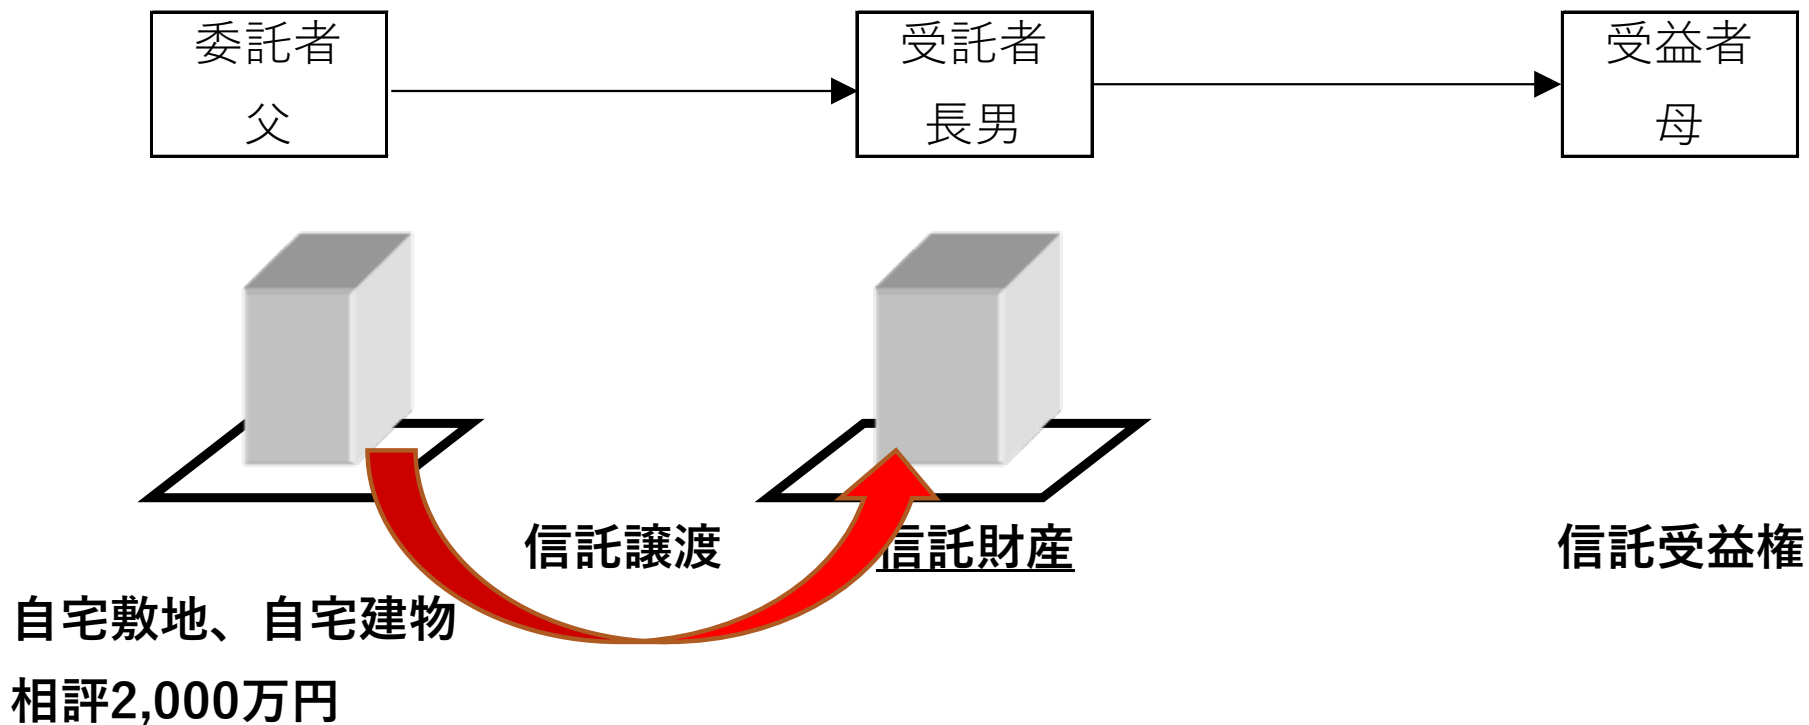 委託者
父
受託者
長男
受益者
母
信託譲渡
信託財産
信託受益権
自宅敷地、自宅建物
相評2,000万円